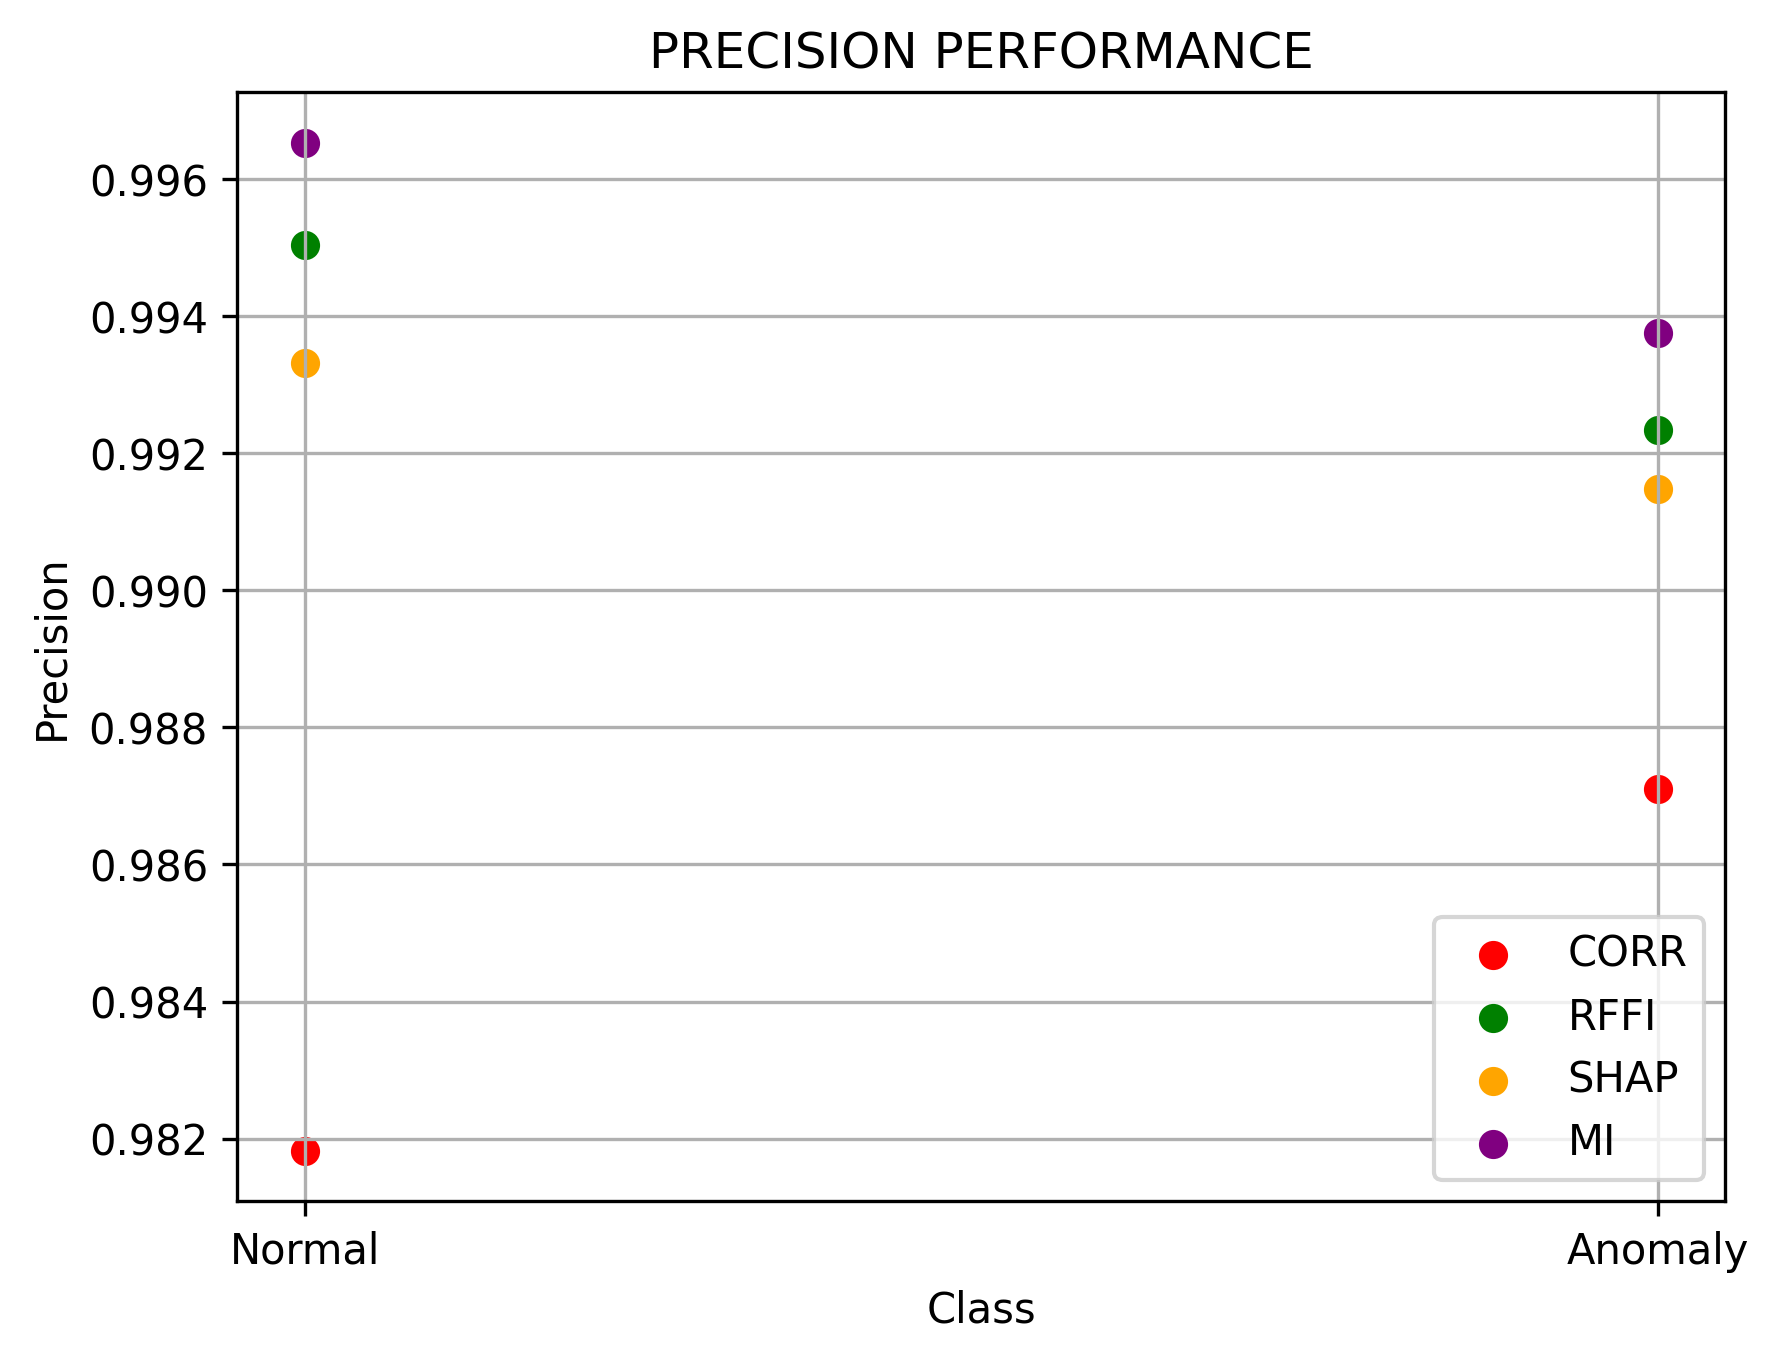 PRECISION PERFORMANCE
0.996
0.994
0.992
0.990
0.988
0.986
0.984
0.982
Precision
Normal
Anomaly
Class
CORR
RFFI
SHAP
MI